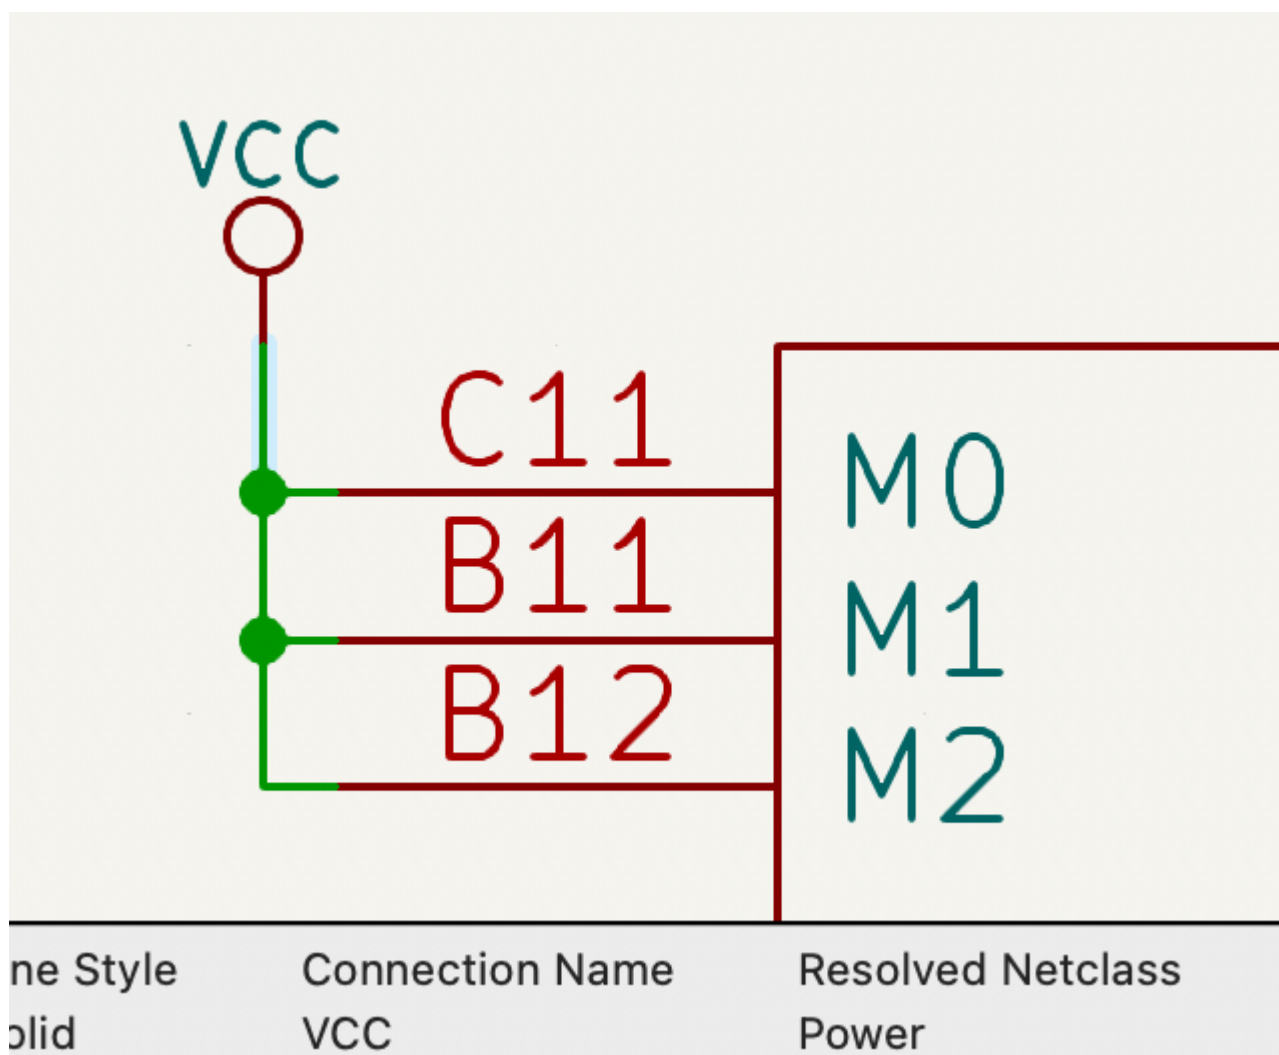 VCC
C11
M0
B11
M1
B12
M2
ne Style Connection Name Resolved Netclass
olid VCC Power